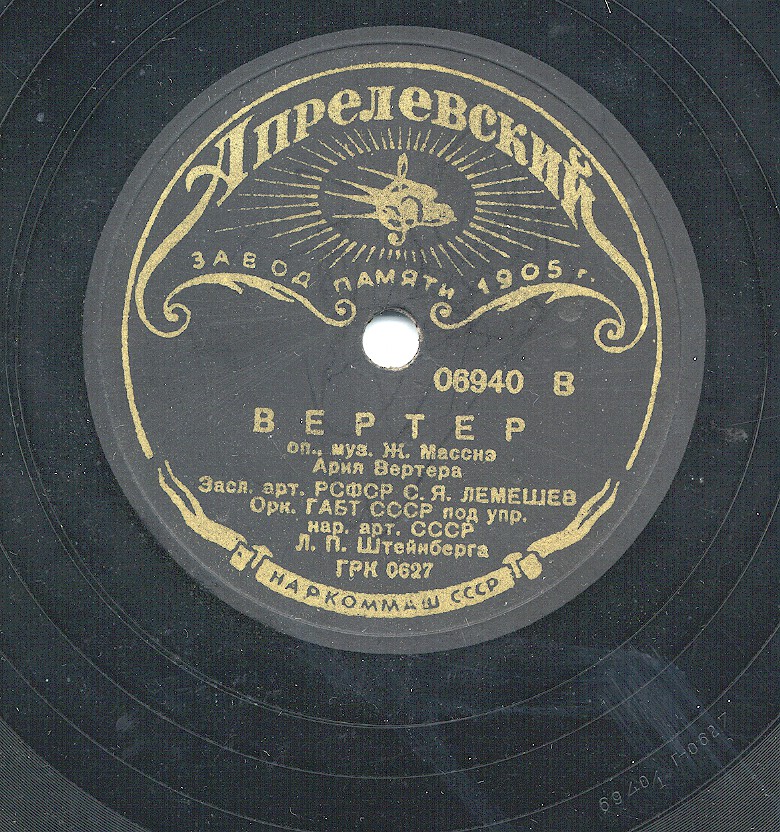 Апрелевский
ЗАВОД ПАМЯТИ 1905 г.
06940 В
ВЕРТЕР
оп., муз. Ж. Массиэ
Ария Вертера
Засл. арт. РСФСР С. Я. ЛЕМЕШЕВ
Орк. ГАБТ СССР под упр.
нар. арт. СССР
Л. П. Штейнберга
ГРК 0627
НАРКОММАШ СССР